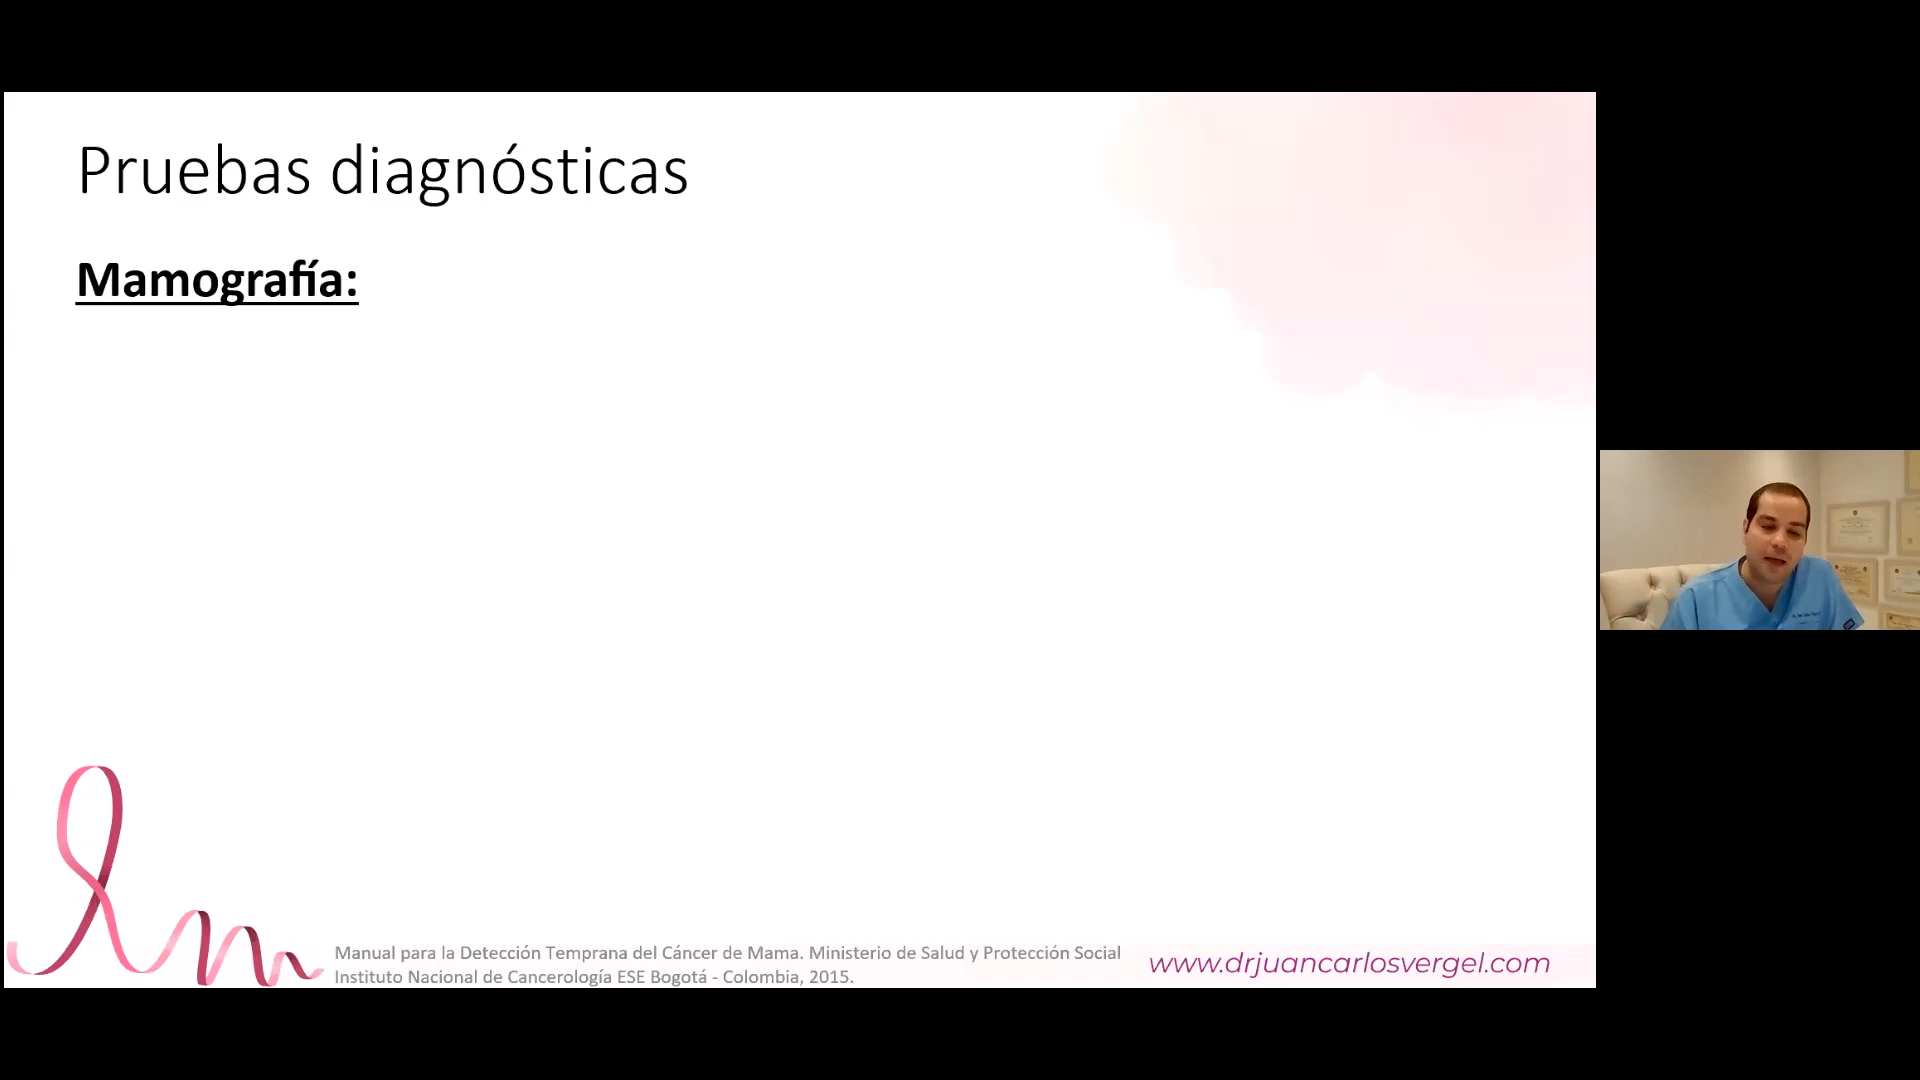 Pruebas diagnósticas
Mamografía:
Manual para la Detección Temprana del Cáncer de Mama. Ministerio de Salud y Protección Social
Instituto Nacional de Cancerología ESE Bogotá - Colombia, 2015.
www.drjuancarlosvergel.com